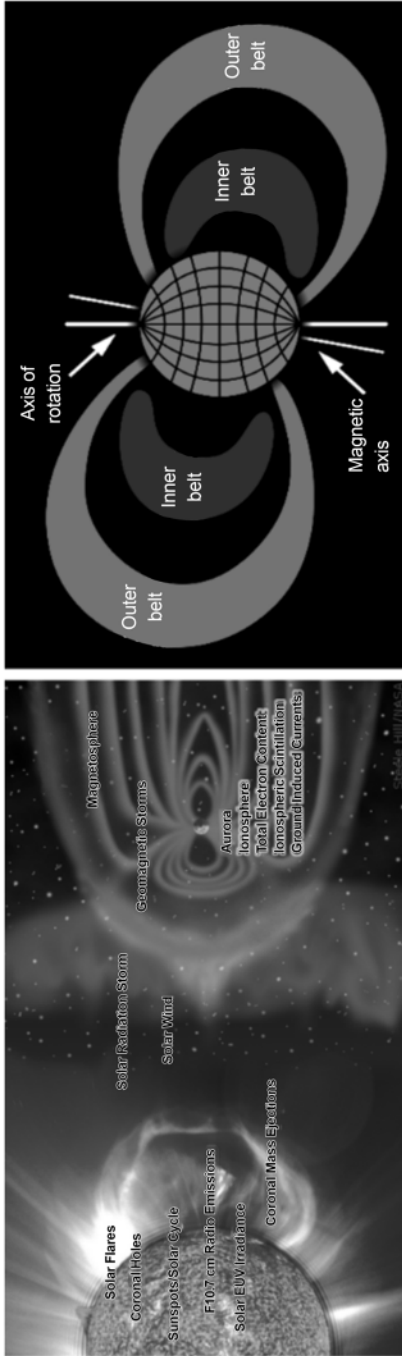 Solar Flares
Coronal Holes
Sunspots/Solar Cycle
F10.7 cm Radio Emissions
Solar EUV Irradiance
Coronal Mass Ejections
Solar Radiation Storm
Solar Wind
Magnetosphere
Geomagnetic Storms
Aurora
Ionosphere
Total Electron Content
Ionospheric Scintillation
Ground Induced Currents
Axis of
rotation
Outer
belt
Inner
belt
Inner
belt
Outer
belt
Magnetic
axis